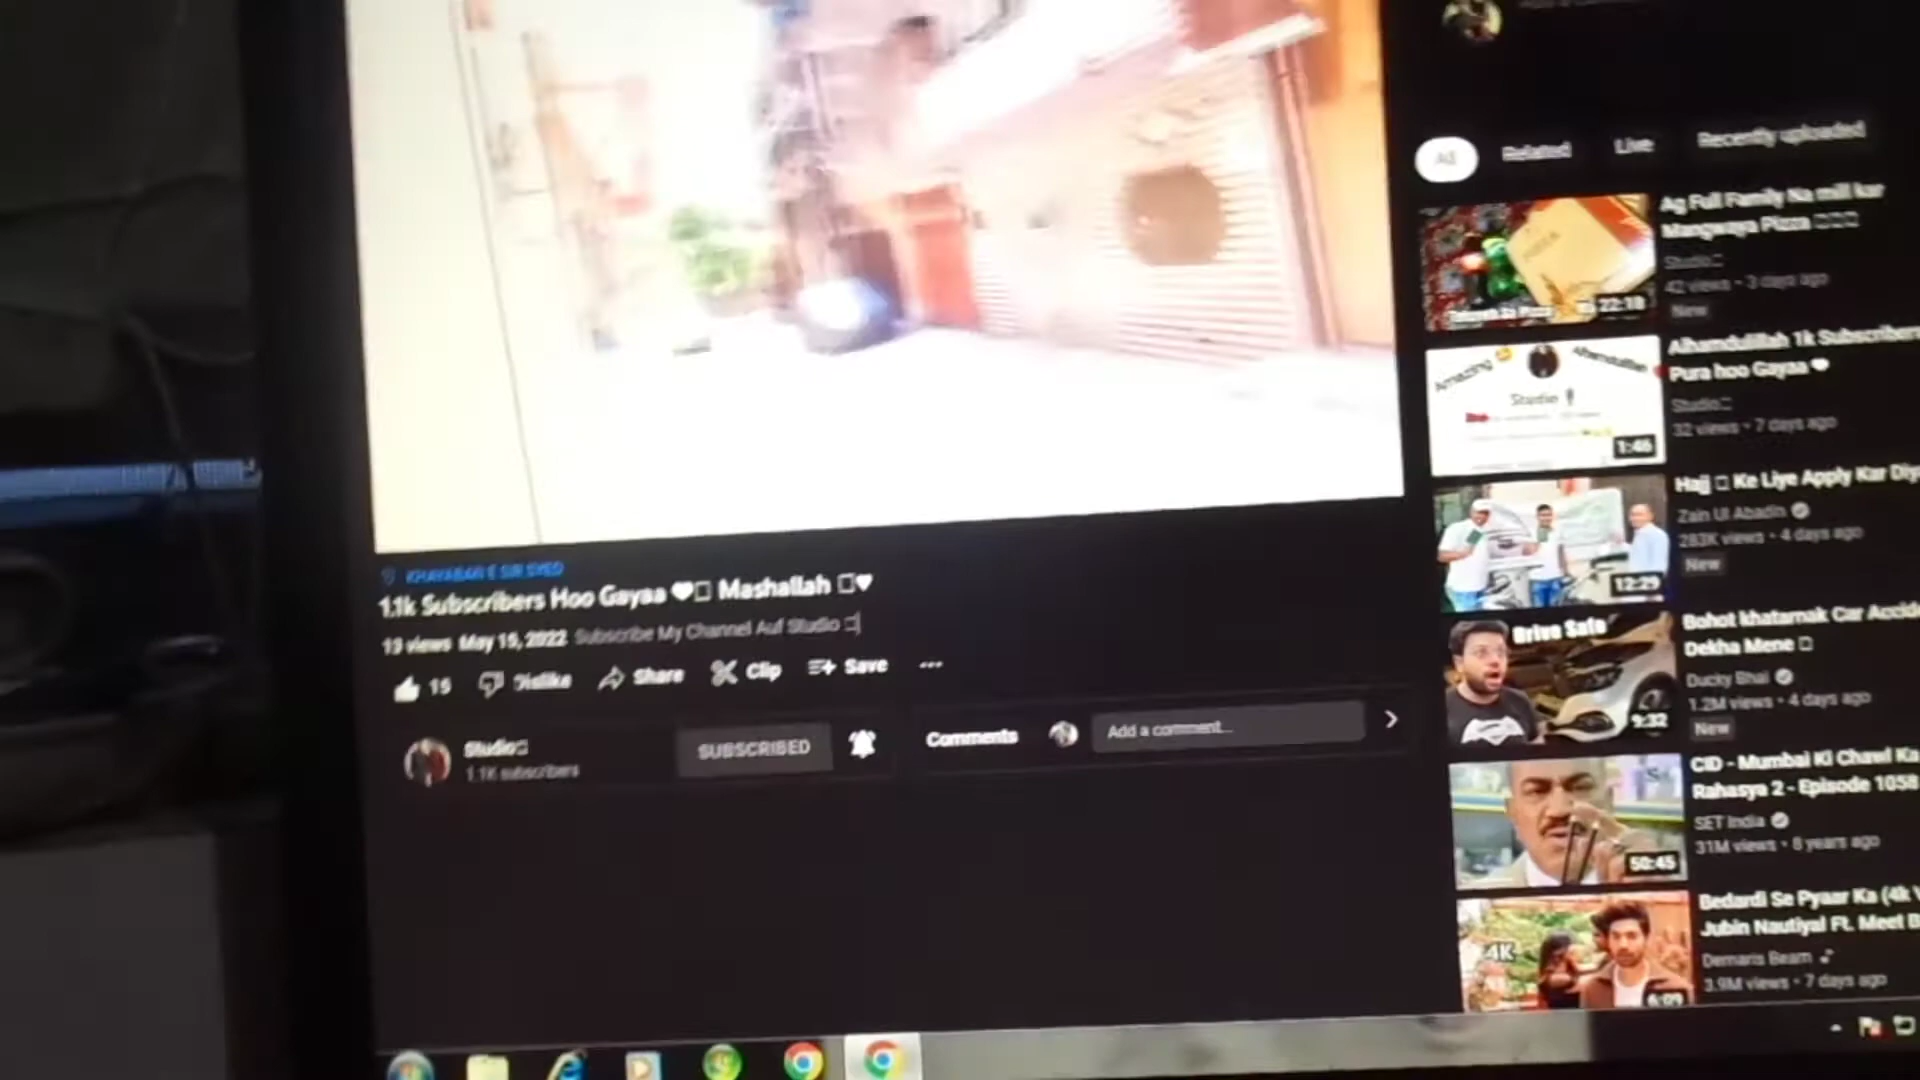 KHAYABAN E SIR SYED
1.1k Subscribers Hoo Gayaa ♥□ Mashallah □♥
19 views May 15, 2022 Subscribe My Channel Auf Studio □
15 Dislike Share Clip Save ...
Studio□
1.1K subscribers
SUBSCRIBED
Comments
Add a comment...
All Related Live Recently uploaded
Ag Full Family Na mill kar
Mangwaya Pizza □□□
Studio□
42 views • 3 days ago
New
22:18
Alhamdulillah 1k Subscribers
Pura hoo Gayaa ♥
Studio□
32 views • 7 days ago
Amazing
Alhamdulillah
Studio
1:46
Hajj □ Ke Liye Apply Kar Diy
Zain Ul Abadin
283K views • 4 days ago
New
12:29
Bohot khatarnak Car Accid
Dekha Mene □
Ducky Bhai
1.2M views • 4 days ago
New
Drive Safe
9:32
CID - Mumbai Ki Chawl Ka
Rahasya 2 - Episode 1058
SET India
31M views • 8 years ago
50:45
Bedardi Se Pyaar Ka (4k V
Jubin Nautiyal Ft. Meet B
Demaris Beam
3.9M views • 7 days ago
4K
6:09